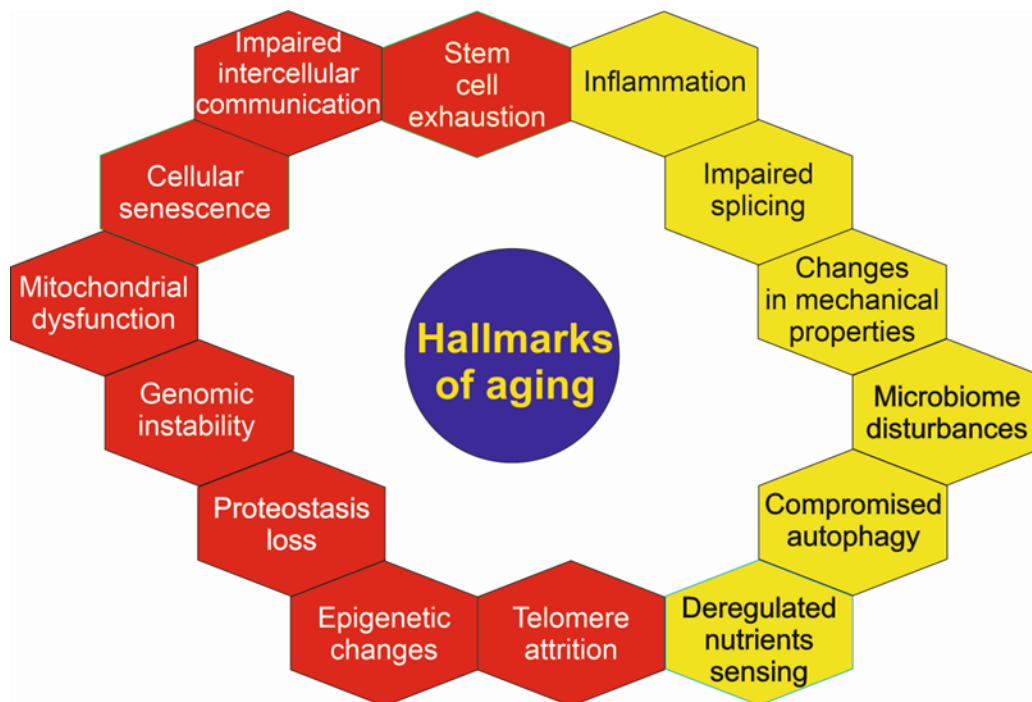 Impaired
intercellular
communication
Stem
cell
exhaustion
Inflammation
Cellular
senescence
Impaired
splicing
Mitochondrial
dysfunction
Changes
in mechanical
properties
Hallmarks
of aging
Genomic
instability
Microbiome
disturbances
Proteostasis
loss
Compromised
autophagy
Epigenetic
changes
Telomere
attrition
Deregulated
nutrients
sensing